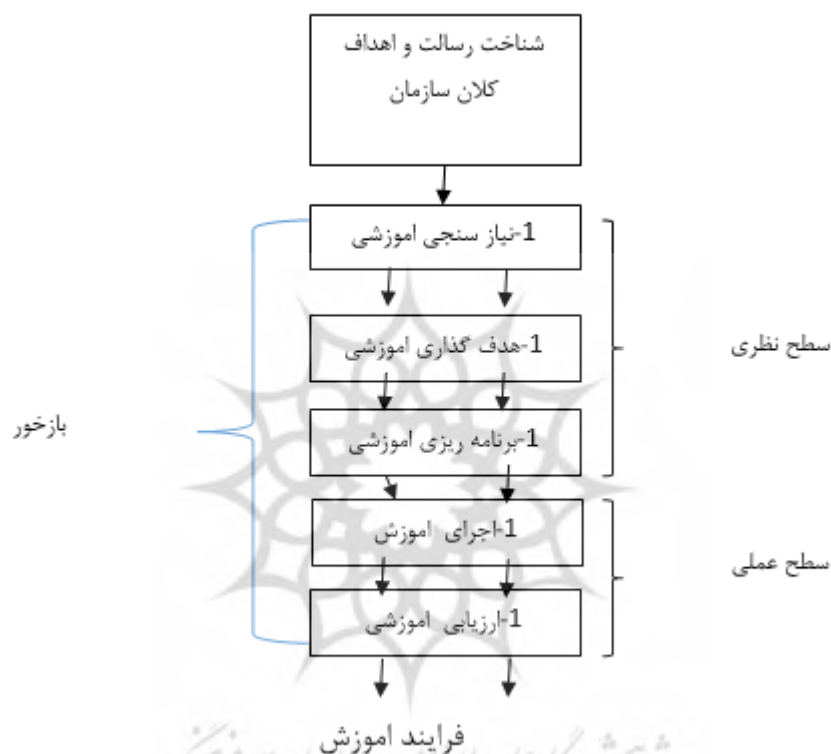 شناخت رسالت و اهداف
کلان سازمان
1-نیاز سنجی اموزشی
1-هدف گذاری اموزشی
سطح نظری
بازخور
1-برنامه ریزی اموزشی
1-اجرای اموزش
سطح عملی
1-ارزیابی اموزشی
فرایند اموزش